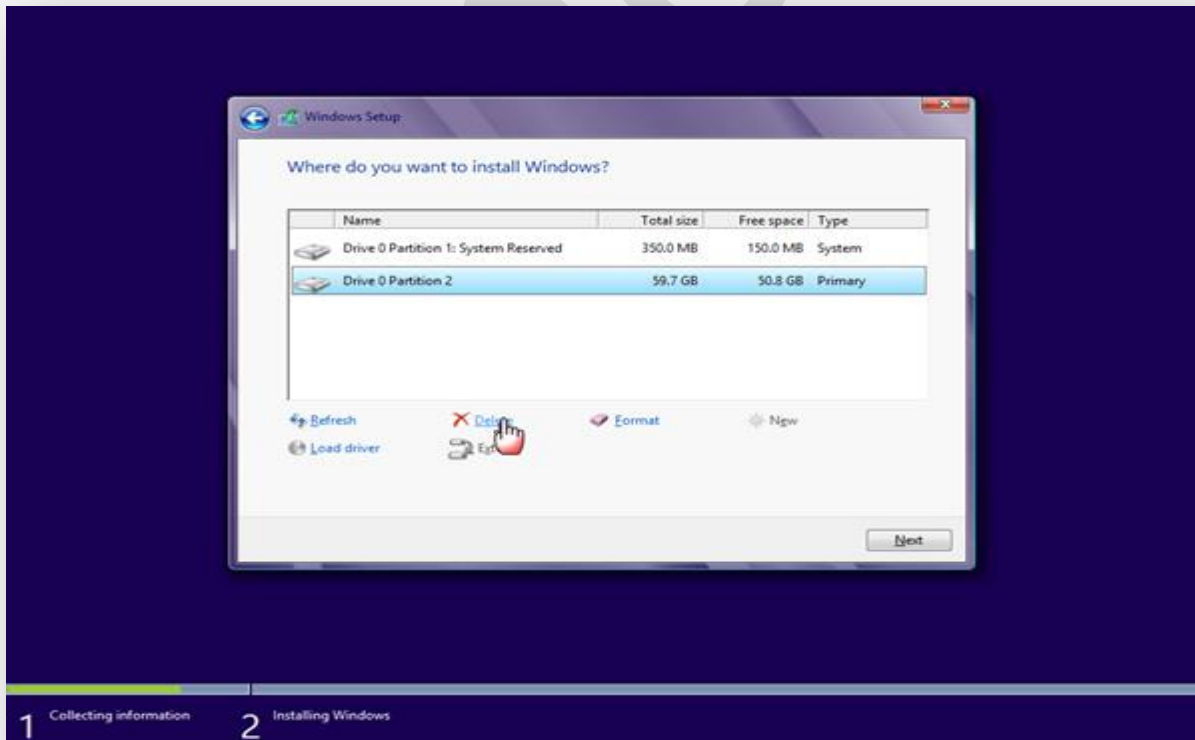 Windows Setup
Where do you want to install Windows?
Name Total size Free space Type
Drive 0 Partition 1: System Reserved 350.0 MB 150.0 MB System
Drive 0 Partition 2 59.7 GB 50.8 GB Primary
Refresh Format New
Load driver
Next
1 Collecting information 2 Installing Windows